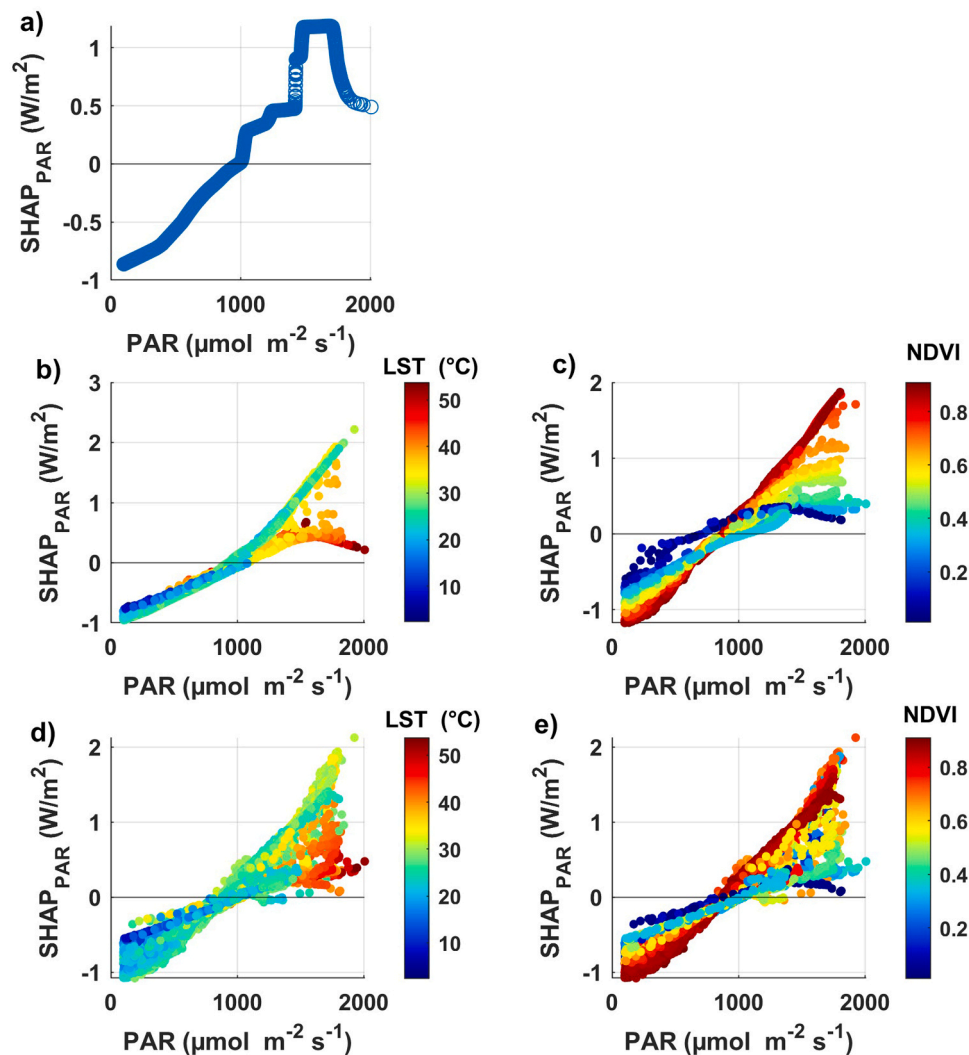 a)
SHAP_PAR (W/m²)
1
0.5
0
-0.5
-1
0 1000 2000
PAR (µmol m⁻² s⁻¹)
b)
LST (°C)
SHAP_PAR (W/m²)
3
2
1
0
-1
0 1000 2000
PAR (µmol m⁻² s⁻¹)
50
40
30
20
10
c)
NDVI
SHAP_PAR (W/m²)
2
1
0
-1
0 1000 2000
PAR (µmol m⁻² s⁻¹)
0.8
0.6
0.4
0.2
d)
LST (°C)
SHAP_PAR (W/m²)
2
1
0
-1
0 1000 2000
PAR (µmol m⁻² s⁻¹)
50
40
30
20
10
e)
NDVI
SHAP_PAR (W/m²)
2
1
0
-1
0 1000 2000
PAR (µmol m⁻² s⁻¹)
0.8
0.6
0.4
0.2